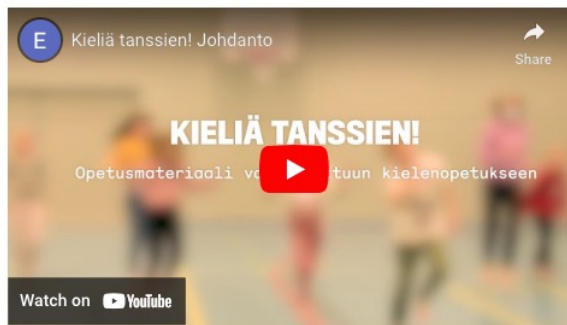 E Kieliä tanssien! Johdanto
Share
KIELIÄ TANSSIEN!
Opetusmateriaali kielenopetukseen
Watch on YouTube